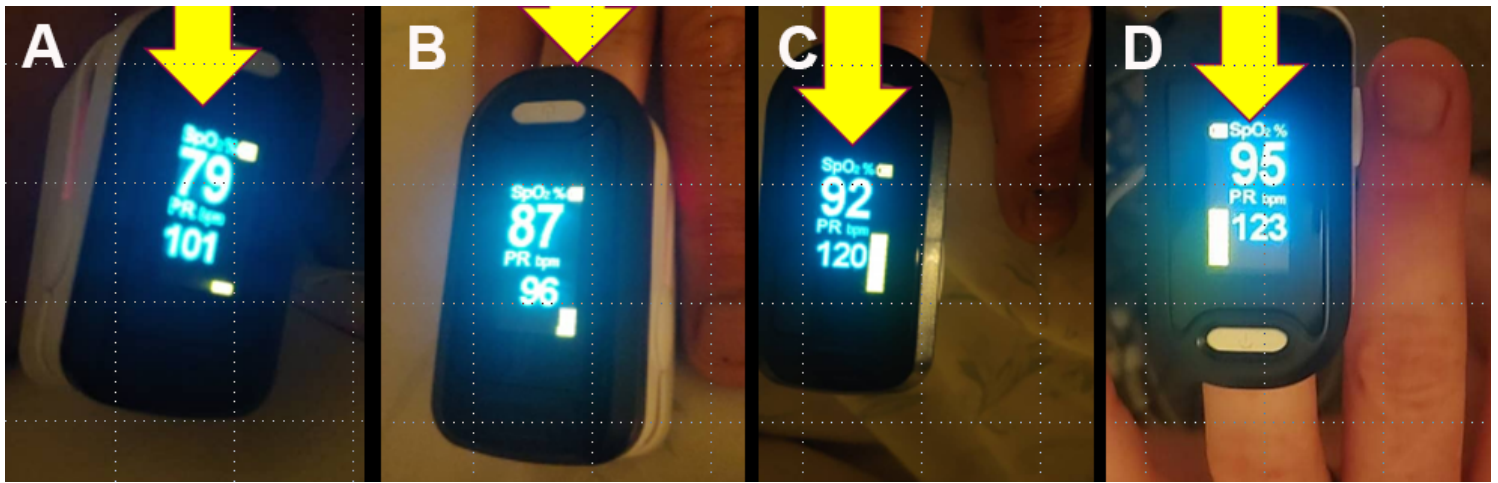 A
SpO₂ %
79
PR bpm
101
B
SpO₂ %
87
PR bpm
96
C
SpO₂ %
92
PR bpm
120
D
SpO₂ %
95
PR bpm
123